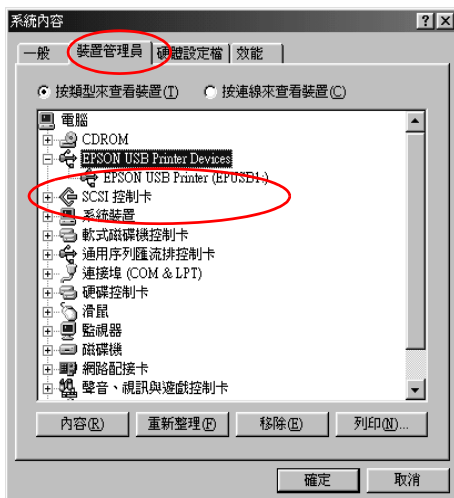 系統內容
一般 裝置管理員 硬體設定檔 效能
按類型來查看裝置(T) 按連線來查看裝置(C)
電腦
CDROM
EPSON USB Printer Devices
EPSON USB Printer (EPUSB1:)
SCSI 控制卡
系統裝置
軟式磁碟機控制卡
通用序列匯流排控制卡
連接埠 (COM & LPT)
硬碟控制卡
滑鼠
監視器
磁碟機
網路配接卡
聲音、視訊與遊戲控制卡
內容(R) 重新整理(F) 移除(E) 列印(N)...
確定 取消